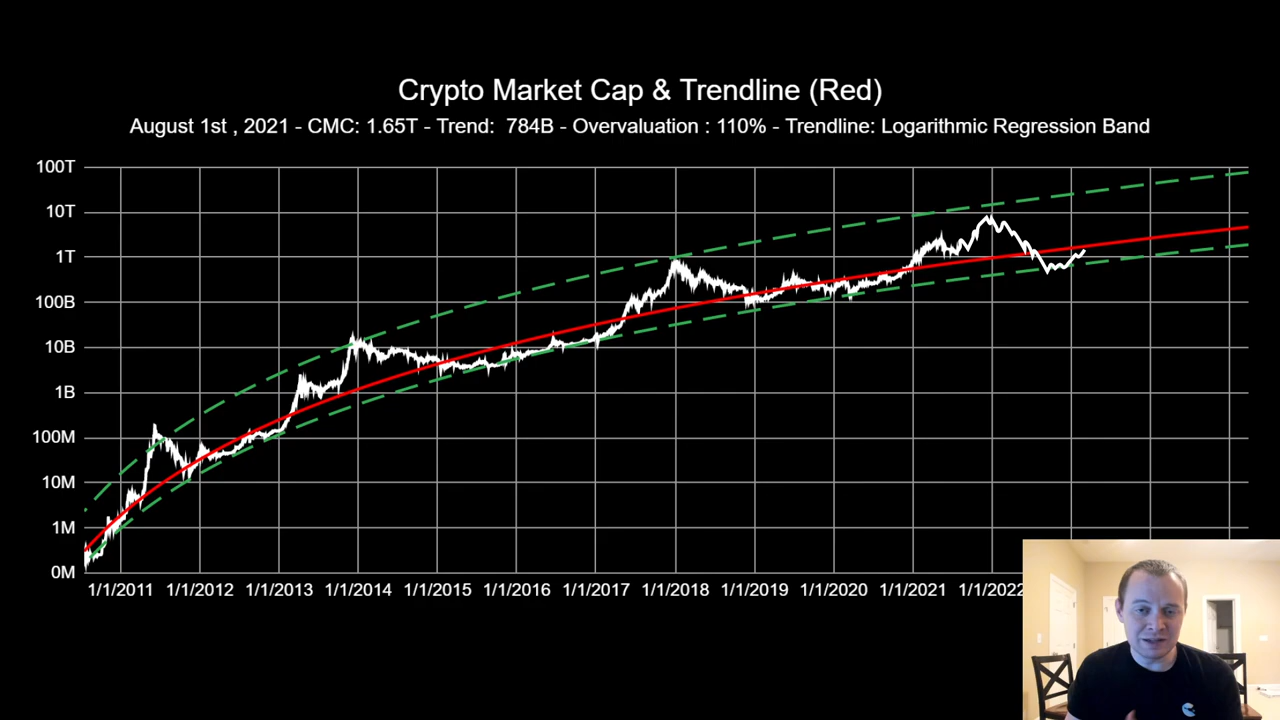 Crypto Market Cap & Trendline (Red)
August 1st , 2021 - CMC: 1.65T - Trend:  784B - Overvaluation : 110% - Trendline: Logarithmic Regression Band
100T
10T
1T
100B
10B
1B
100M
10M
1M
0M
1/1/2011 1/1/2012 1/1/2013 1/1/2014 1/1/2015 1/1/2016 1/1/2017 1/1/2018 1/1/2019 1/1/2020 1/1/2021 1/1/2022